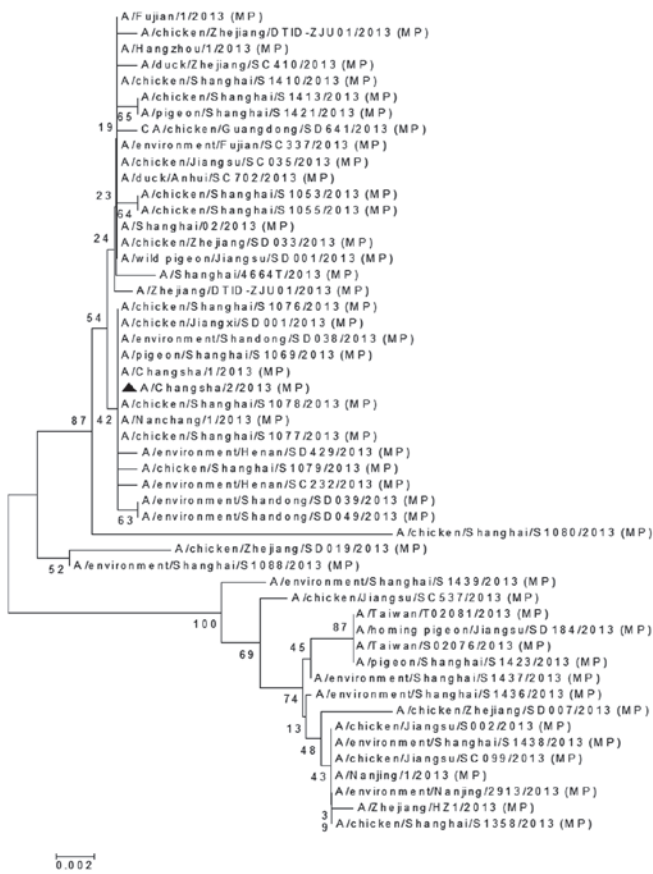 A/Fujian/1/2013 (MP)
A/chicken/Zhejiang/DTID-ZJU01/2013 (MP)
A/Hangzhou/1/2013 (MP)
A/duck/Zhejiang/SC410/2013 (MP)
A/chicken/Shanghai/S1410/2013 (MP)
A/chicken/Shanghai/S1413/2013 (MP)
65 A/pigeon/Shanghai/S1421/2013 (MP)
19 CA/chicken/Guangdong/SD641/2013 (MP)
A/environment/Fujian/SC337/2013 (MP)
A/chicken/Jiangsu/SC035/2013 (MP)
A/duck/Anhui/SC702/2013 (MP)
23 A/chicken/Shanghai/S1053/2013 (MP)
64 A/chicken/Shanghai/S1055/2013 (MP)
A/Shanghai/02/2013 (MP)
24 A/chicken/Zhejiang/SD033/2013 (MP)
A/wild pigeon/Jiangsu/SD001/2013 (MP)
A/Shanghai/4664T/2013 (MP)
A/Zhejiang/DTID-ZJU01/2013 (MP)
A/chicken/Shanghai/S1076/2013 (MP)
54 A/chicken/Jiangxi/SD001/2013 (MP)
A/environment/Shandong/SD038/2013 (MP)
A/pigeon/Shanghai/S1069/2013 (MP)
A/Changsha/1/2013 (MP)
A/Changsha/2/2013 (MP)
A/chicken/Shanghai/S1078/2013 (MP)
87 42 A/Nanchang/1/2013 (MP)
A/chicken/Shanghai/S1077/2013 (MP)
A/environment/Henan/SD429/2013 (MP)
A/chicken/Shanghai/S1079/2013 (MP)
A/environment/Henan/SC232/2013 (MP)
A/environment/Shandong/SD039/2013 (MP)
63 A/environment/Shandong/SD049/2013 (MP)
A/chicken/Shanghai/S1080/2013 (MP)
A/chicken/Zhejiang/SD019/2013 (MP)
52 A/environment/Shanghai/S1088/2013 (MP)
A/environment/Shanghai/S1439/2013 (MP)
A/chicken/Jiangsu/SC537/2013 (MP)
A/Taiwan/T02081/2013 (MP)
100 87 A/homing pigeon/Jiangsu/SD184/2013 (MP)
69 45 A/Taiwan/S02076/2013 (MP)
A/pigeon/Shanghai/S1423/2013 (MP)
A/environment/Shanghai/S1437/2013 (MP)
74 A/environment/Shanghai/S1436/2013 (MP)
A/chicken/Zhejiang/SD007/2013 (MP)
13 A/chicken/Jiangsu/S002/2013 (MP)
48 A/environment/Shanghai/S1438/2013 (MP)
A/chicken/Jiangsu/SC099/2013 (MP)
43 A/Nanjing/1/2013 (MP)
A/environment/Nanjing/2913/2013 (MP)
3 A/Zhejiang/HZ1/2013 (MP)
9 A/chicken/Shanghai/S1358/2013 (MP)
0.002